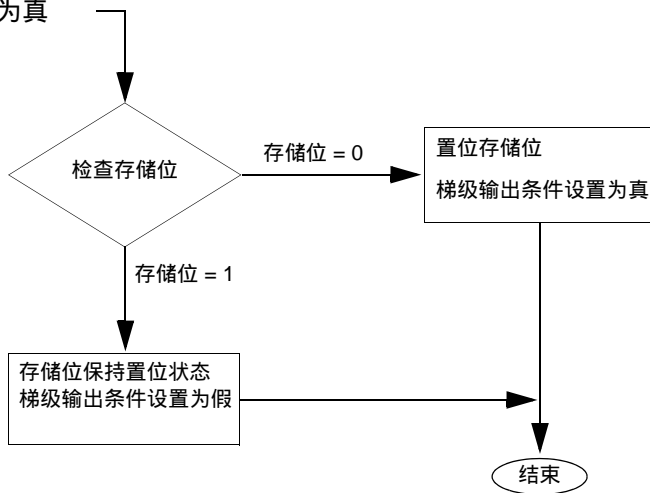 为真
检查存储位
存储位 = 0
置位存储位
梯级输出条件设置为真
存储位 = 1
存储位保持置位状态
梯级输出条件设置为假
结束